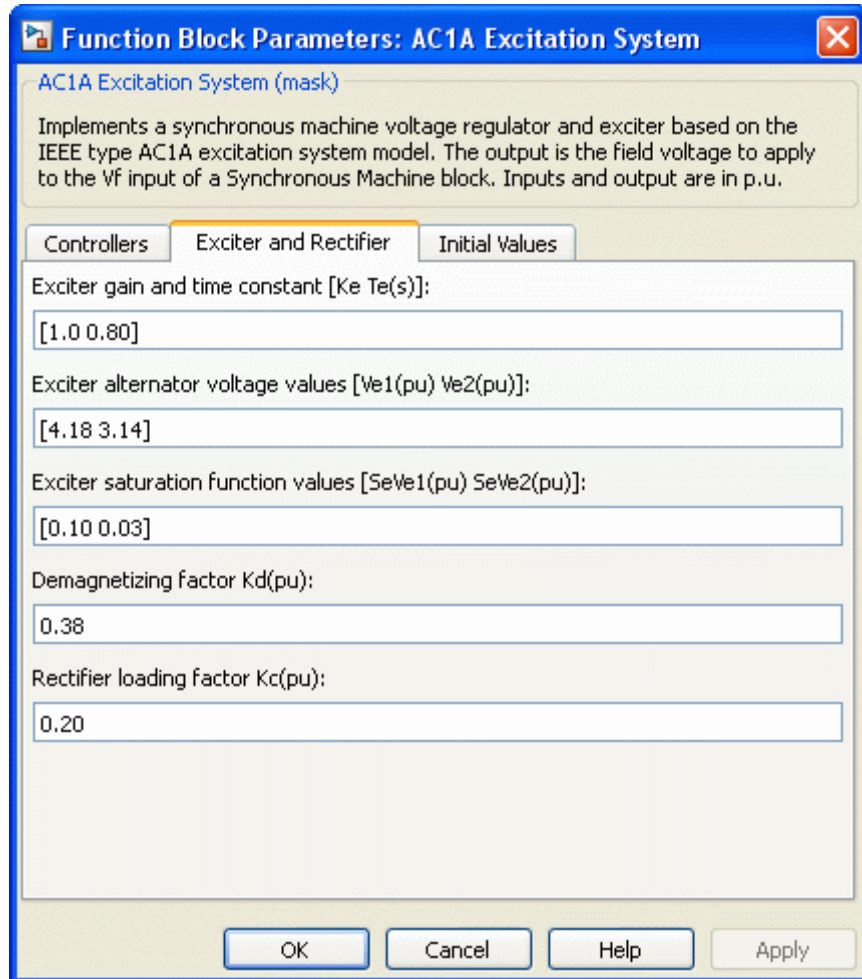 Function Block Parameters: AC1A Excitation System
AC1A Excitation System (mask)
Implements a synchronous machine voltage regulator and exciter based on the
IEEE type AC1A excitation system model. The output is the field voltage to apply
to the Vf input of a Synchronous Machine block. Inputs and output are in p.u.
Controllers Exciter and Rectifier Initial Values
Exciter gain and time constant [Ke Te(s)]:
[1.0 0.80]
Exciter alternator voltage values [Ve1(pu) Ve2(pu)]:
[4.18 3.14]
Exciter saturation function values [SeVe1(pu) SeVe2(pu)]:
[0.10 0.03]
Demagnetizing factor Kd(pu):
0.38
Rectifier loading factor Kc(pu):
0.20
OK Cancel Help Apply